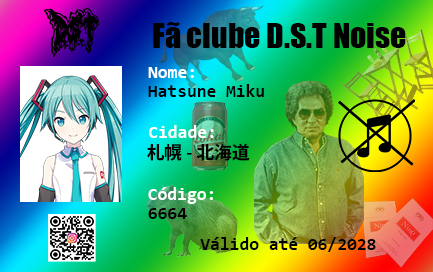 Fã clube D.S.T Noise
Nome:
Hatsune Miku
Cidade:
札幌 - 北海道
Código:
6664
Válido até 06/2028